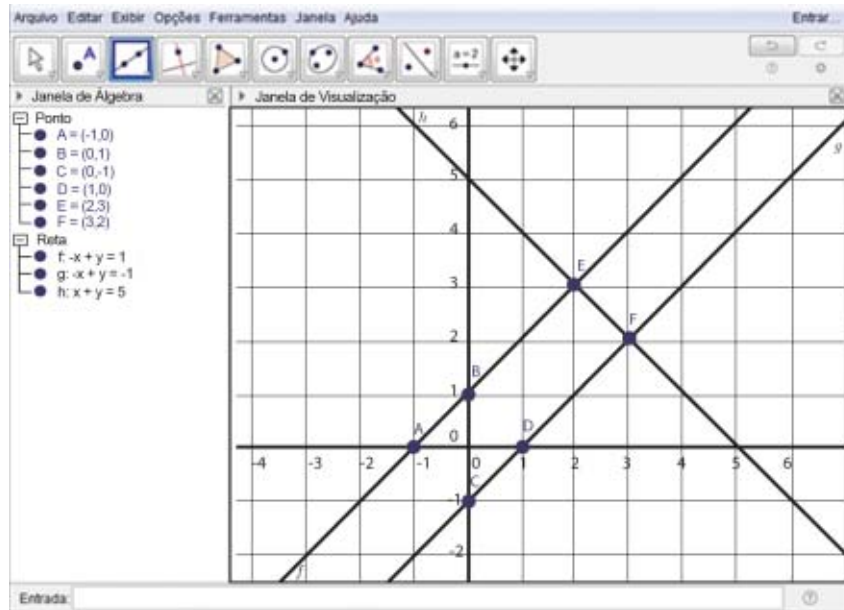 Arquivo Editar Exibir Opções Ferramentas Janela Ajuda Entrar...
A
a=2
Janela de Álgebra
Janela de Visualização
Ponto
A = (-1,0)
B = (0,1)
C = (0,-1)
D = (1,0)
E = (2,3)
F = (3,2)
Reta
f: -x + y = 1
g: -x + y = -1
h: x + y = 5
h
6
g
5
4
E
3
F
2
B
1
A
D
0
-4 -3 -2 -1 0 1 2 3 4 5 6
C
-1
-2
f
Entrada: